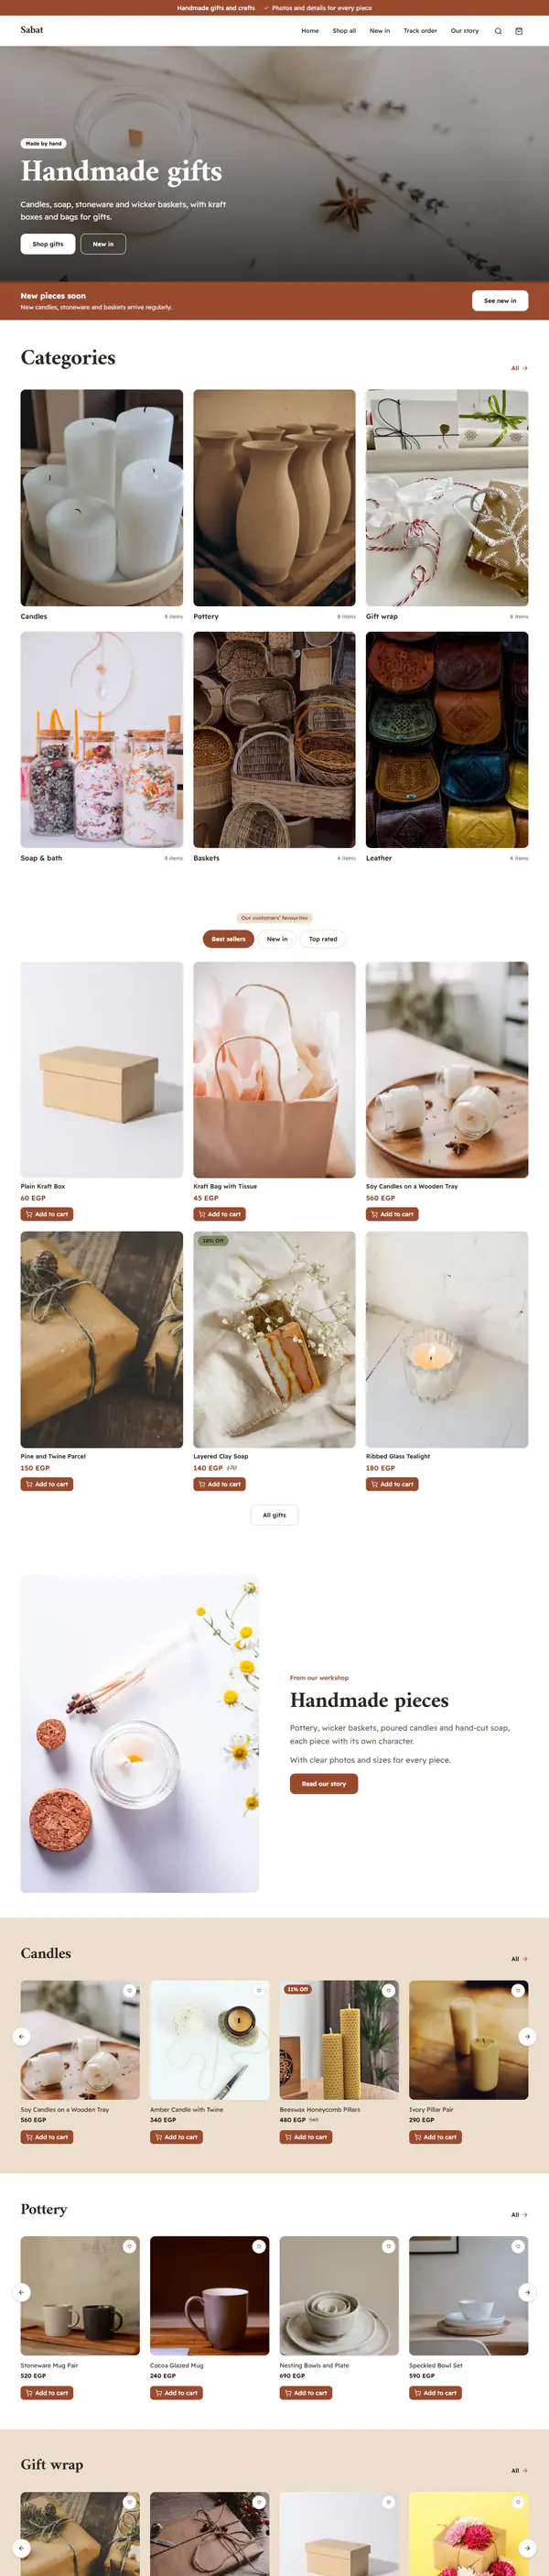 Handmade gifts and crafts ✓ Photos and details for every piece
Sabat
Home Shop all New in Track order Our story
Made by hand
Handmade gifts
Candles, soap, stoneware and wicker baskets, with kraft
boxes and bags for gifts.
Shop gifts New in
New pieces soon
New candles, stoneware and baskets arrive regularly.
See new in
Categories
All →
Candles 8 items
Pottery 8 items
Gift wrap 8 items
Soap & bath 8 items
Baskets 4 items
Leather 4 items
Our customers' favourites
Best sellers New in Top rated
Plain Kraft Box
60 EGP
Add to cart
Kraft Bag with Tissue
45 EGP
Add to cart
Soy Candles on a Wooden Tray
560 EGP
Add to cart
Pine and Twine Parcel
150 EGP
Add to cart
18% Off
Layered Clay Soap
140 EGP 170
Add to cart
Ribbed Glass Tealight
180 EGP
Add to cart
All gifts
From our workshop
Handmade pieces
Pottery, wicker baskets, poured candles and hand-cut soap,
each piece with its own character.
With clear photos and sizes for every piece.
Read our story
Candles
All →
Soy Candles on a Wooden Tray
560 EGP
Add to cart
Amber Candle with Twine
340 EGP
Add to cart
11% Off
Beeswax Honeycomb Pillars
480 EGP 540
Add to cart
Ivory Pillar Pair
290 EGP
Add to cart
Pottery
All →
Stoneware Mug Pair
520 EGP
Add to cart
Cocoa Glazed Mug
240 EGP
Add to cart
Nesting Bowls and Plate
690 EGP
Add to cart
Speckled Bowl Set
590 EGP
Add to cart
Gift wrap
All →